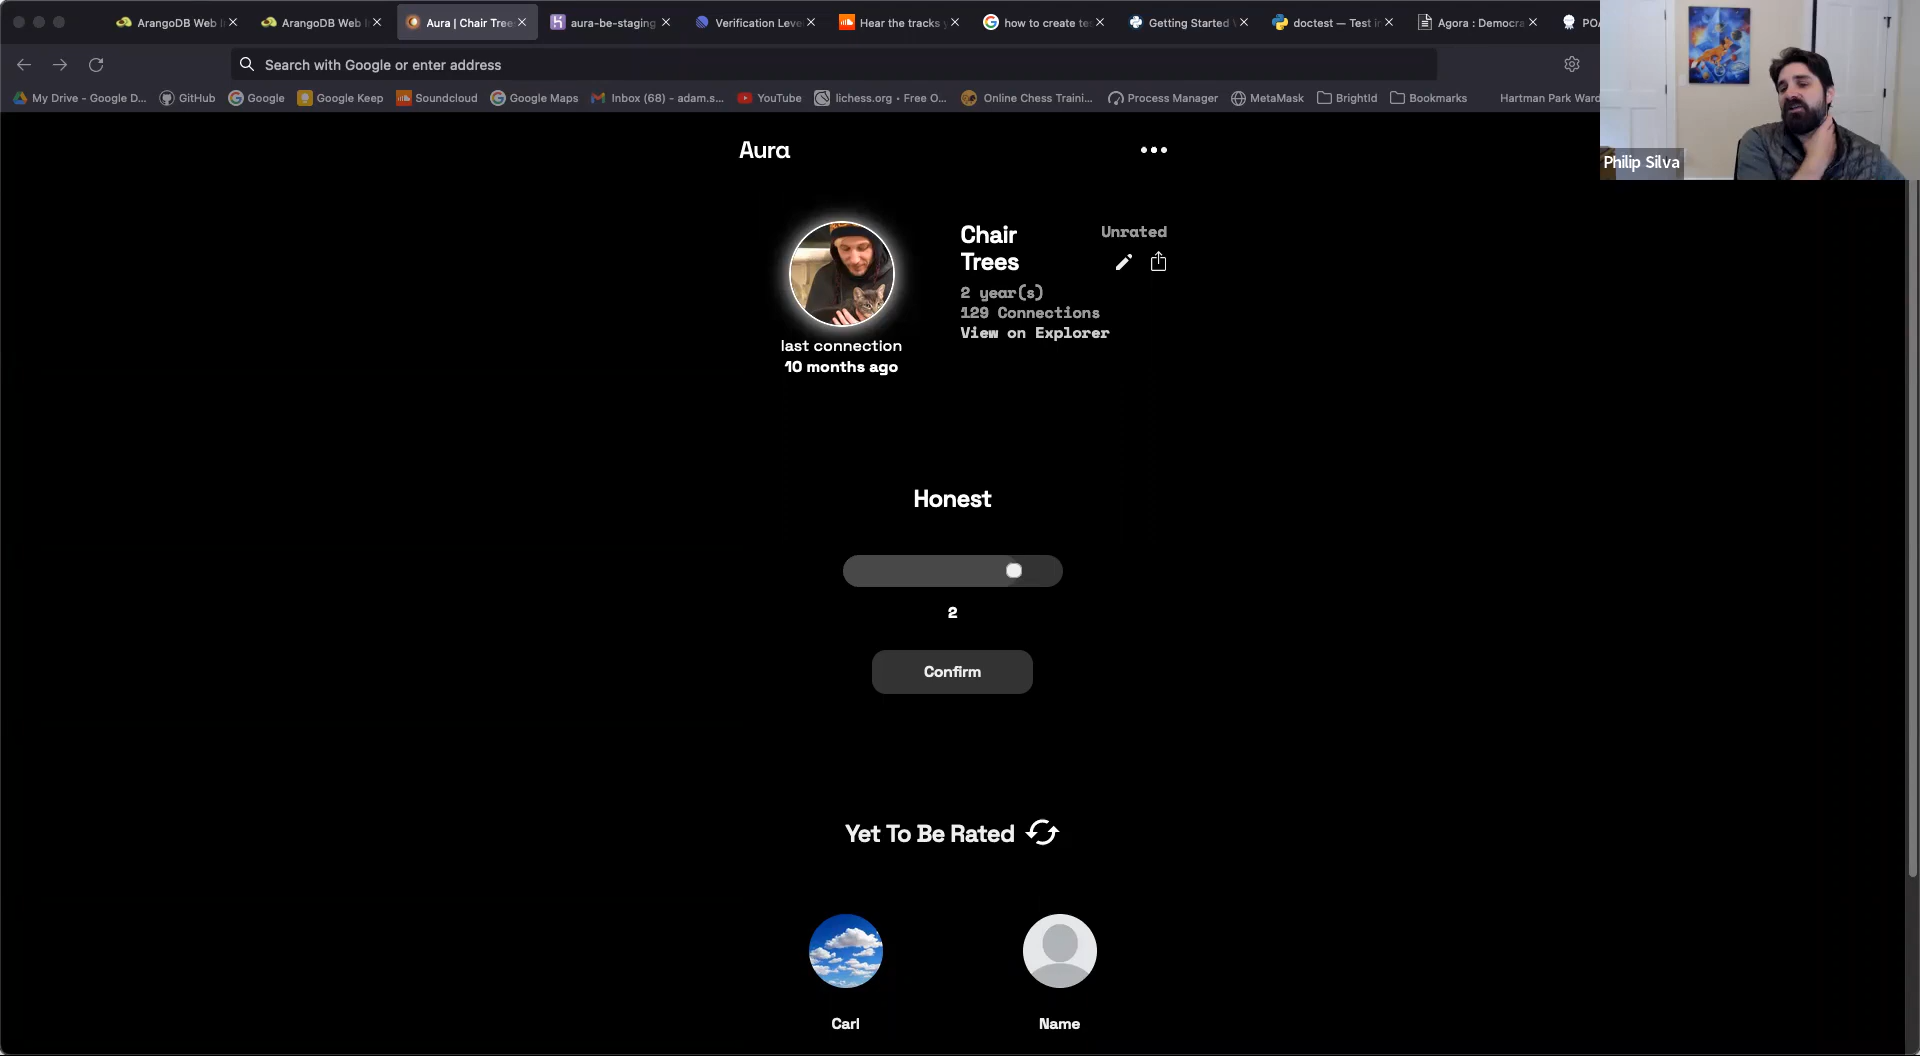 ArangoDB Web I
ArangoDB Web I
Aura | Chair Tree
aura-be-staging
Verification Leve
Hear the tracks y
how to create te
Getting Started
doctest — Test i
Agora : Democra
POA
Search with Google or enter address
My Drive - Google D...
GitHub
Google
Google Keep
Soundcloud
Google Maps
Inbox (68) - adam.s...
YouTube
lichess.org • Free O...
Online Chess Traini...
Process Manager
MetaMask
BrightId
Bookmarks
Hartman Park Ward
Philip Silva
Aura
Chair
Trees
Unrated
2 year(s)
129 Connections
View on Explorer
last connection
10 months ago
Honest
2
Confirm
Yet To Be Rated
Carl
Name